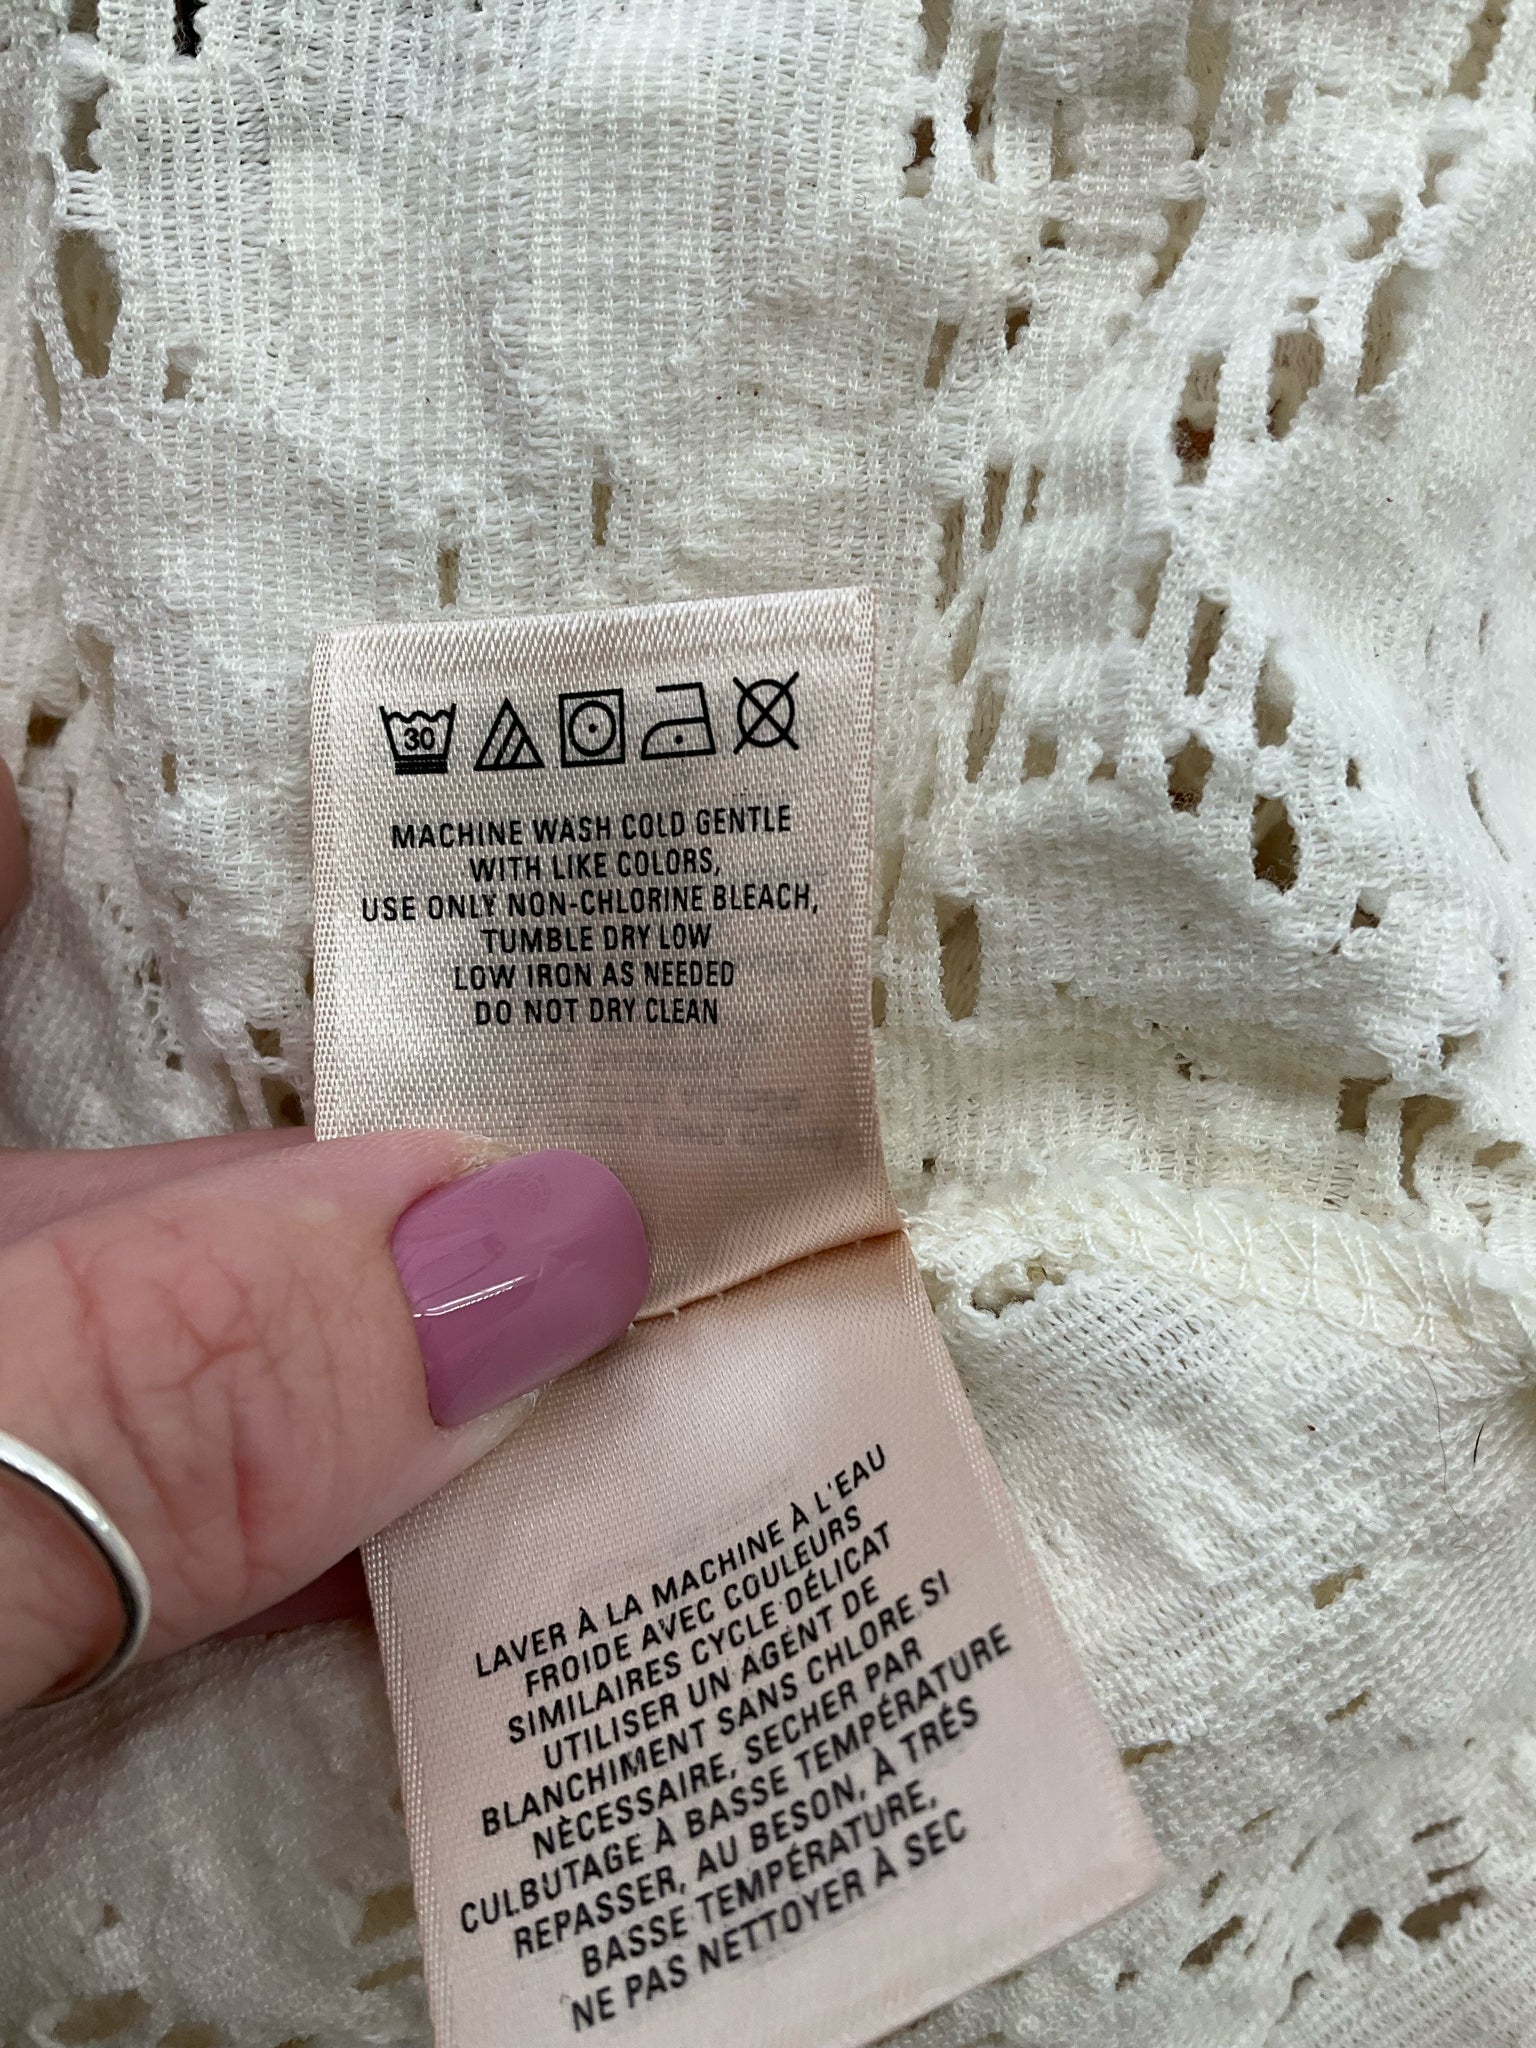 30
MACHINE WASH COLD GENTLE
WITH LIKE COLORS,
USE ONLY NON-CHLORINE BLEACH,
TUMBLE DRY LOW
LOW IRON AS NEEDED
DO NOT DRY CLEAN
LAVER À LA MACHINE À L'EAU
FROIDE AVEC COULEURS
SIMILAIRES CYCLE DÉLICAT
UTILISER UN AGENT DE
BLANCHIMENT SANS CHLORE SI
NÈCESSAIRE, SECHER PAR
CULBUTAGE À BASSE TEMPÉRATURE
REPASSER, AU BESON, À TRÉS
BASSE TEMPÉRATURE,
NE PAS NETTOYER À SEC